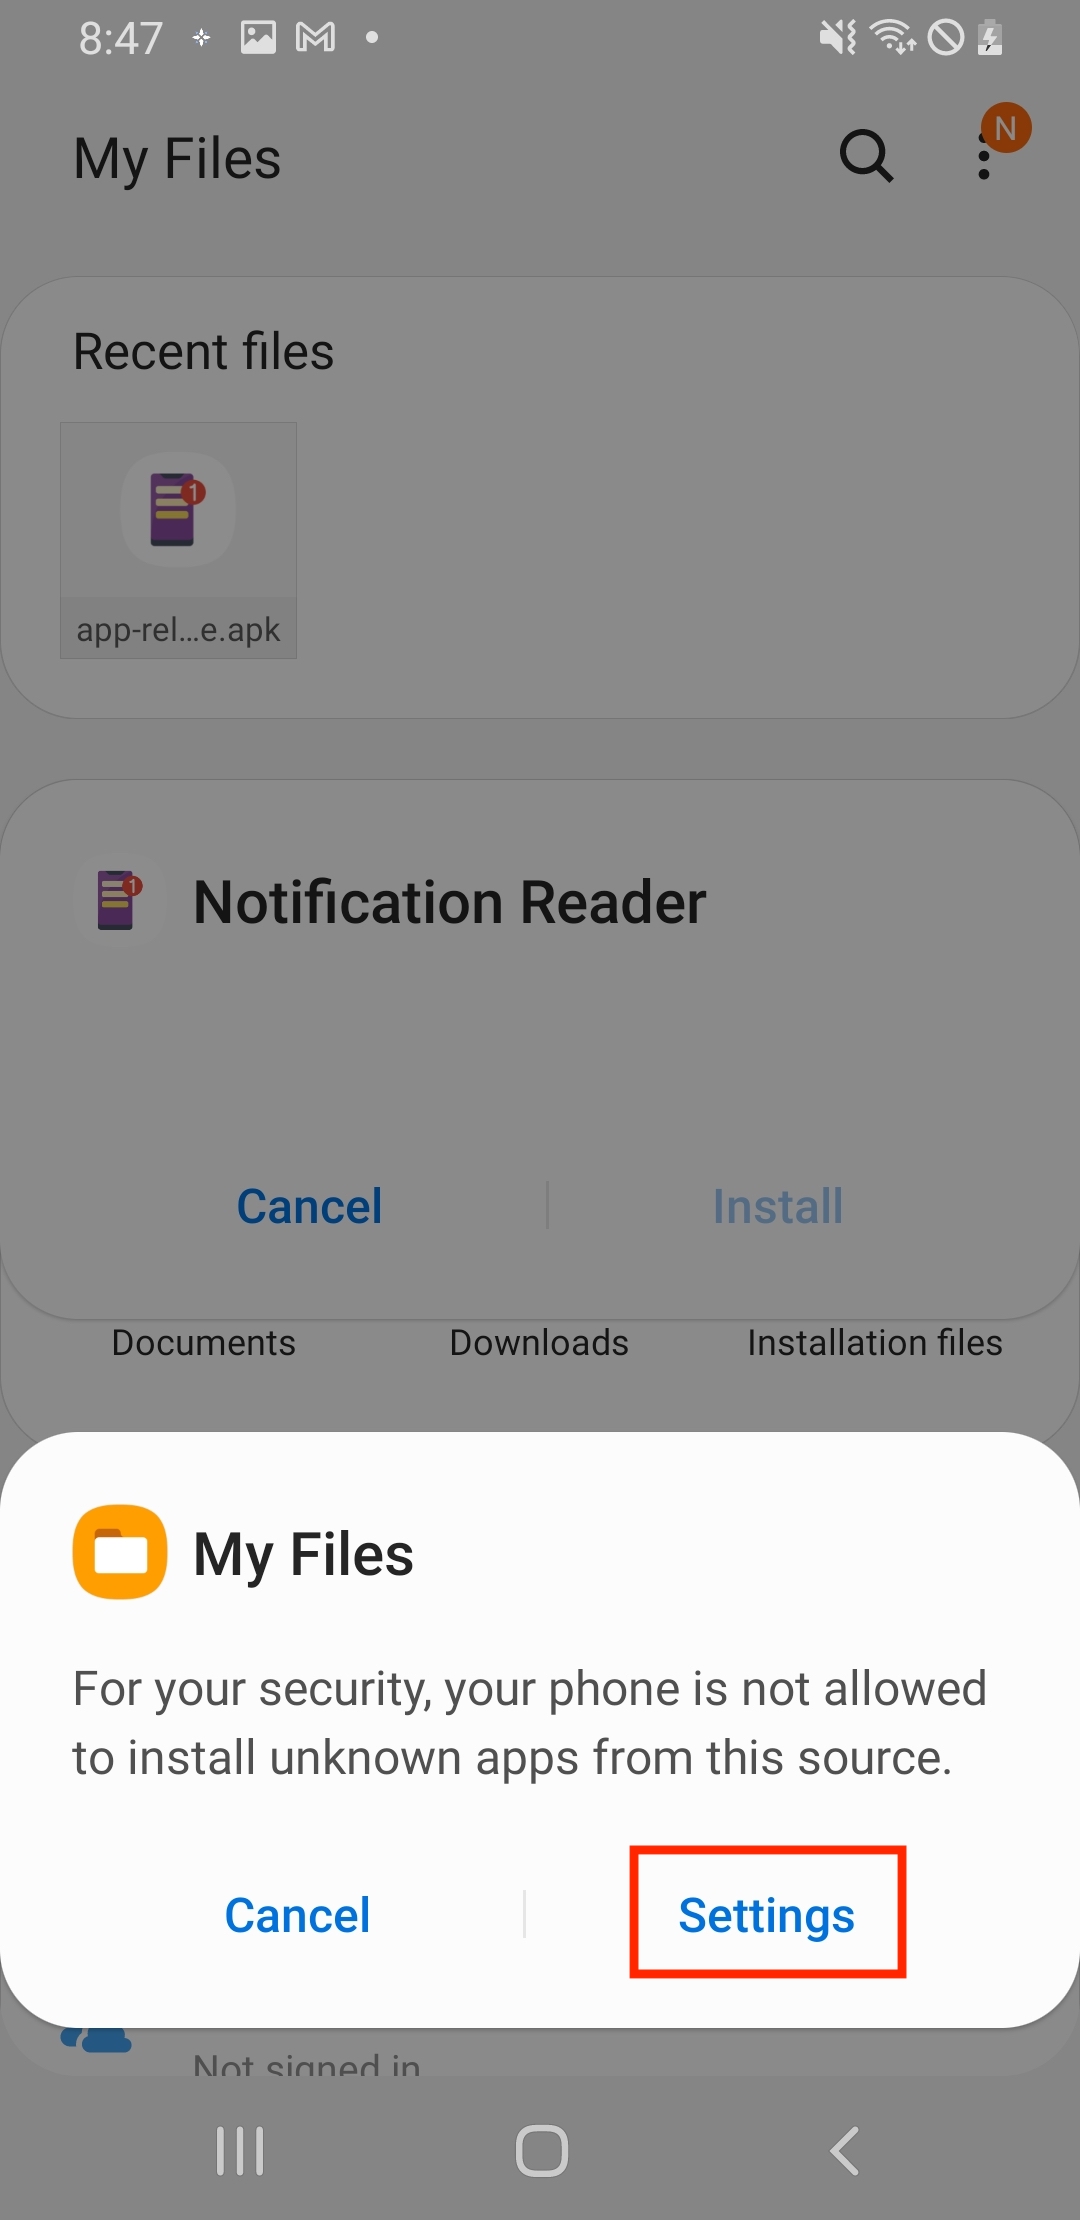 8:47
N
My Files
Recent files
1
app-rel...e.apk
1
Notification Reader
Cancel
Install
Documents
Downloads
Installation files
My Files
For your security, your phone is not allowed
to install unknown apps from this source.
Cancel
Settings
Not signed in